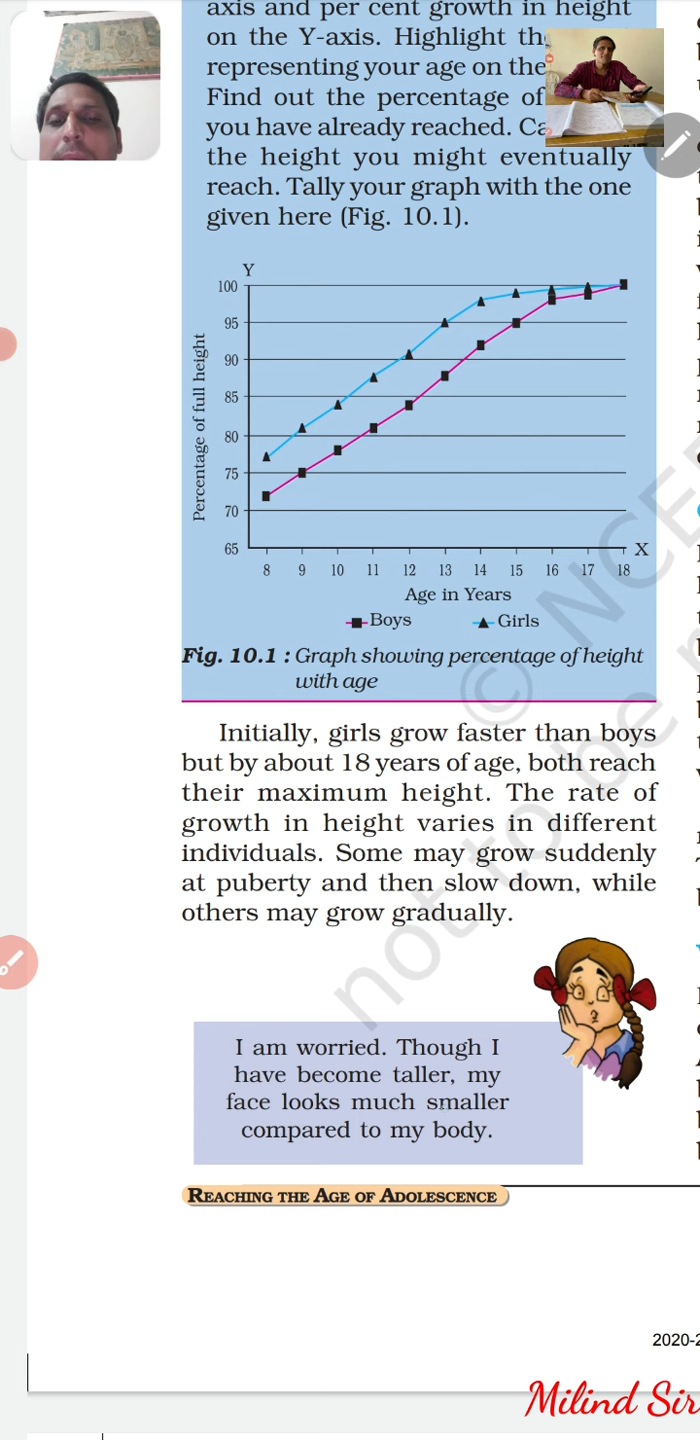 axis and per cent growth in height
on the Y-axis. Highlight the
representing your age on the
Find out the percentage of
you have already reached.
the height you might eventually
reach. Tally your graph with the one
given here (Fig. 10.1).
Y
100
95
90
85
80
75
70
65
Percentage of full height
8 9 10 11 12 13 14 15 16 17 18 X
Age in Years
Boys Girls
Fig. 10.1 : Graph showing percentage of height
with age
Initially, girls grow faster than boys
but by about 18 years of age, both reach
their maximum height. The rate of
growth in height varies in different
individuals. Some may grow suddenly
at puberty and then slow down, while
others may grow gradually.
© NCE
not to be
I am worried. Though I
have become taller, my
face looks much smaller
compared to my body.
REACHING THE AGE OF ADOLESCENCE
2020-2
Milind Sir